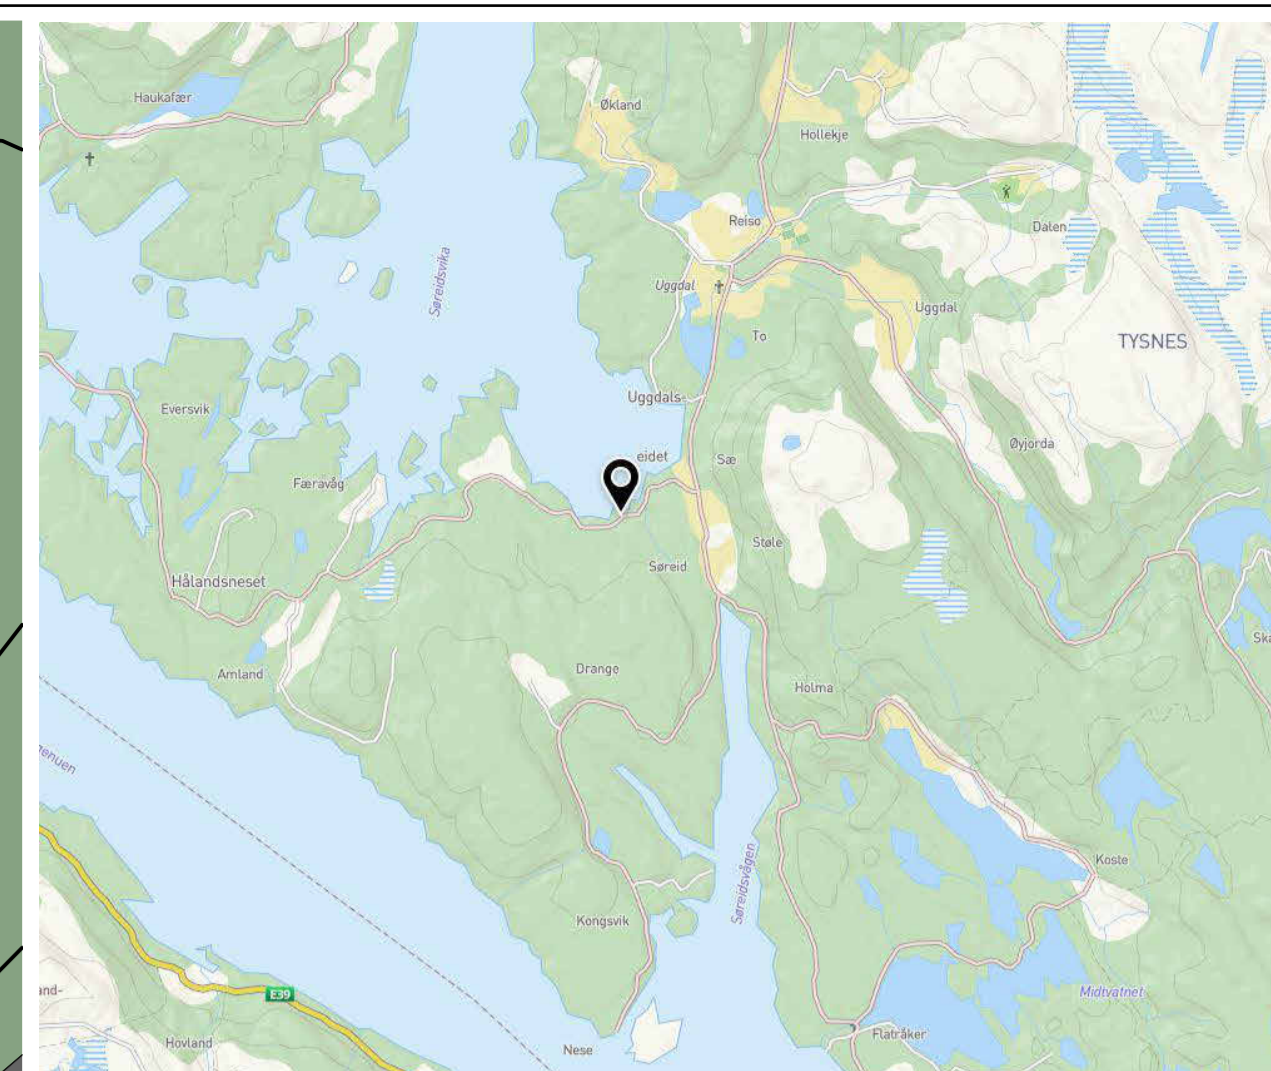 Haukafær
Økland
Hollekje
Reiso
Dalen
Søreidsvika
Uggdal
Uggdal
To
TYSNES
Uggdals-
eidet
Eversvik
Sæ
Øyjorda
Færavåg
Støle
Søreid
Hålandsneset
Amland
Drange
Holma
Koste
Søreidsvågen
Kongsvik
E39
Midtvatnet
Hovland
Nese
Flatråker